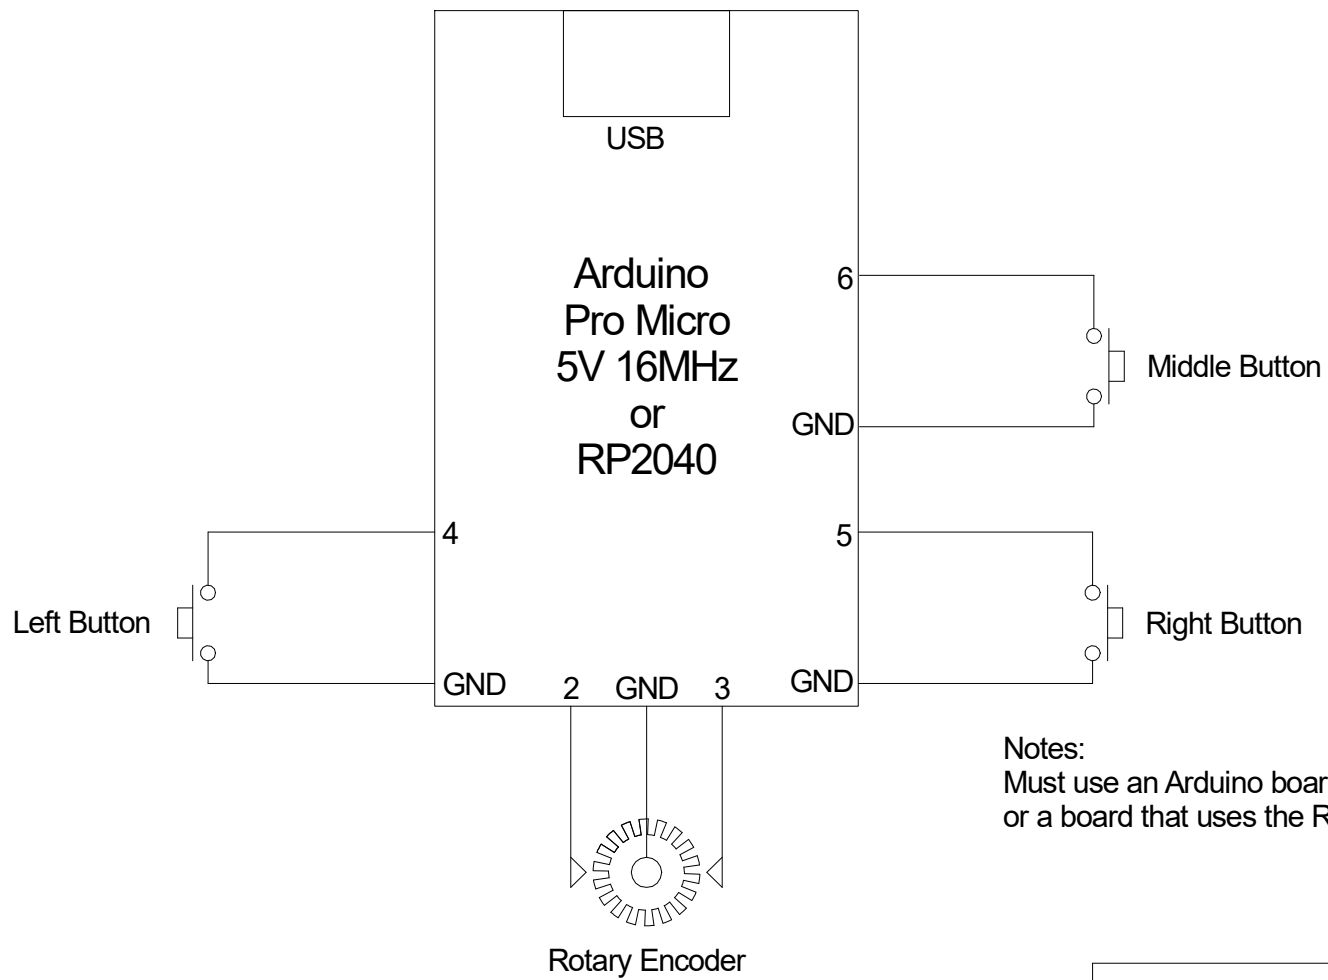 USB
Arduino
Pro Micro
5V 16MHz
or
RP2040
6
Middle Button
GND
4
5
Left Button
Right Button
GND
2
GND
3
GND
Notes:
Must use an Arduino
or a board that uses the
Rotary Encoder